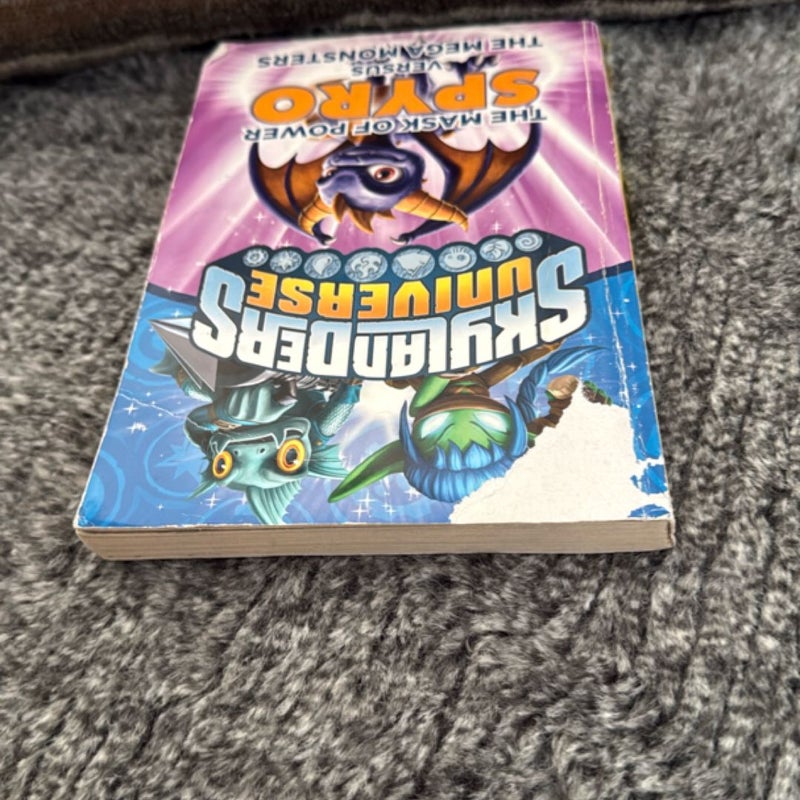 SKYLANDERS
UNIVERSE
THE MASK OF POWER
SPYRO
VERSUS
THE MEGA MONSTERS